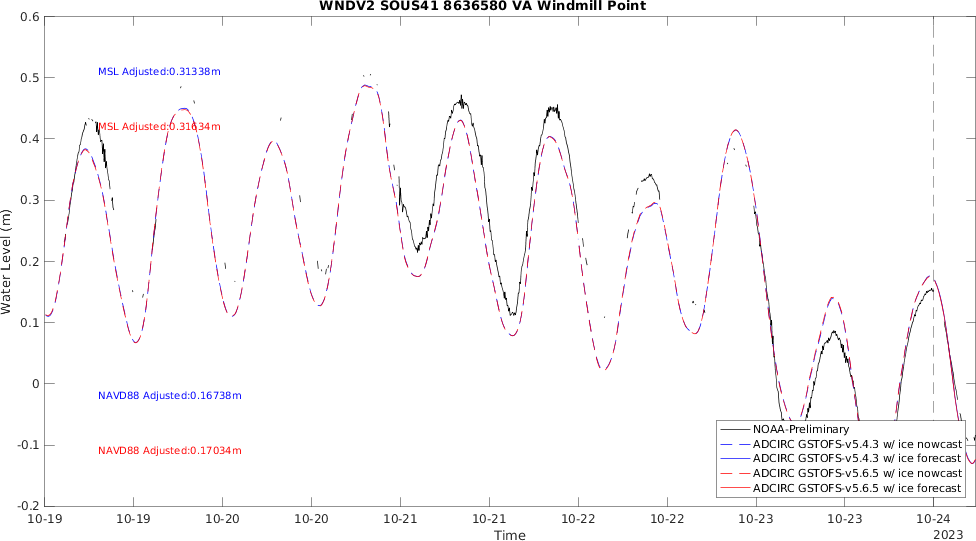 WNDV2 SOUS41 8636580 VA Windmill Point
0.6
0.5
0.4
0.3
0.2
0.1
0
-0.1
-0.2
Water Level (m)
MSL Adjusted:0.31338m
MSL Adjusted:0.31634m
NAVD88 Adjusted:0.16738m
NAVD88 Adjusted:0.17034m
NOAA-Preliminary
ADCIRC GSTOFS-v5.4.3 w/ ice nowcast
ADCIRC GSTOFS-v5.4.3 w/ ice forecast
ADCIRC GSTOFS-v5.6.5 w/ ice nowcast
ADCIRC GSTOFS-v5.6.5 w/ ice forecast
10-19 10-19 10-20 10-20 10-21 10-21 10-22 10-22 10-23 10-23 10-24
2023
Time